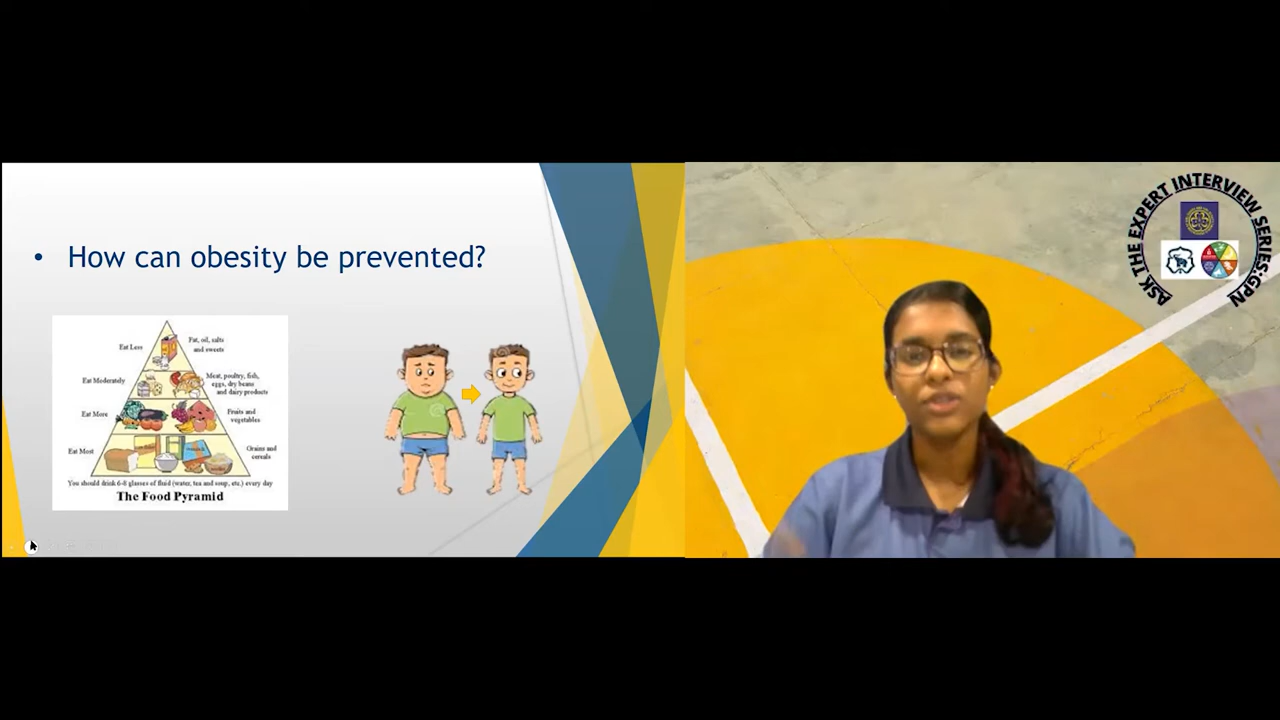 • How can obesity be prevented?
Eat Less
Fat, oil, salts
and sweets
Eat Moderately
Meat, poultry, fish,
eggs, dry beans
and dairy products
Eat More
Fruits and
vegetables
Eat Most
Grains and
cereals
You should drink 6-8 glasses of fluid (water, tea and soup, etc.) every day
The Food Pyramid
ASK THE EXPERT INTERVIEW SERIES:GPN